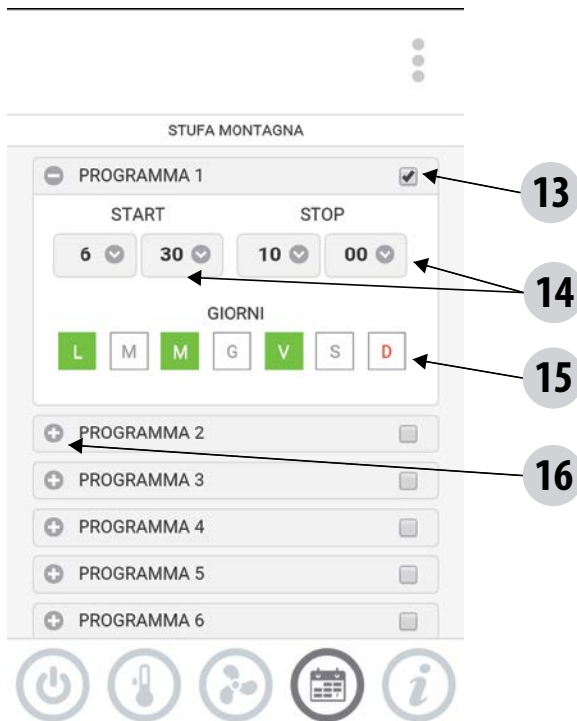 STUFA MONTAGNA
PROGRAMMA 1
13
START STOP
6 30 10 00
14
GIORNI
L M M G V S D
15
PROGRAMMA 2
16
PROGRAMMA 3
PROGRAMMA 4
PROGRAMMA 5
PROGRAMMA 6
i